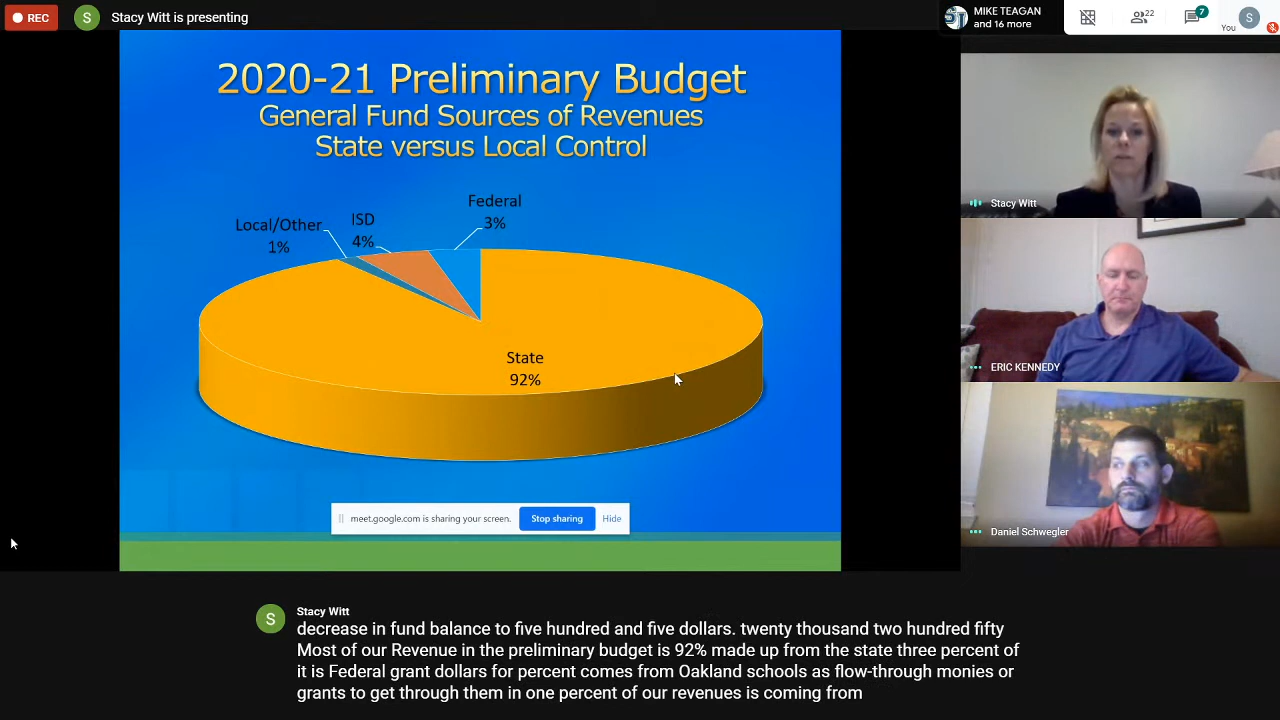 REC
S
Stacy Witt is presenting
MIKE TEAGAN
and 16 more
22
7
You
S
2020-21 Preliminary Budget
General Fund Sources of Revenues
State versus Local Control
Local/Other
1%
ISD
4%
Federal
3%
State
92%
meet.google.com is sharing your screen.
Stop sharing
Hide
Stacy Witt
ERIC KENNEDY
Daniel Schwegler
S
Stacy Witt
decrease in fund balance to five hundred and five dollars. twenty thousand two hundred fifty
Most of our Revenue in the preliminary budget is 92% made up from the state three percent of
it is Federal grant dollars for percent comes from Oakland schools as flow-through monies or
grants to get through them in one percent of our revenues is coming from